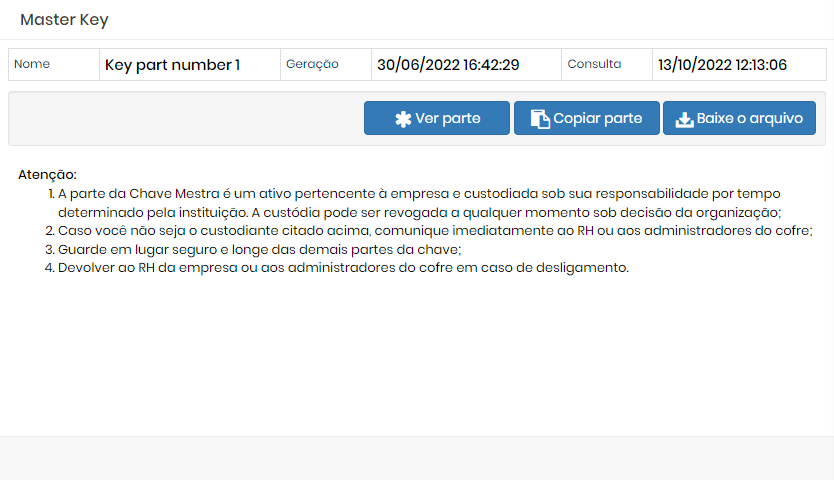 Master Key
Nome Key part number 1 Geração 30/06/2022 16:42:29 Consulta 13/10/2022 12:13:06
Ver parte Copiar parte Baixe o arquivo
Atenção:
1. A parte da Chave Mestra é um ativo pertencente à empresa e custodiada sob sua responsabilidade por tempo
determinado pela instituição. A custódia pode ser revogada a qualquer momento sob decisão da organização;
2. Caso você não seja o custodiante citado acima, comunique imediatamente ao RH ou aos administradores do cofre;
3. Guarde em lugar seguro e longe das demais partes da chave;
4. Devolver ao RH da empresa ou aos administradores do cofre em caso de desligamento.